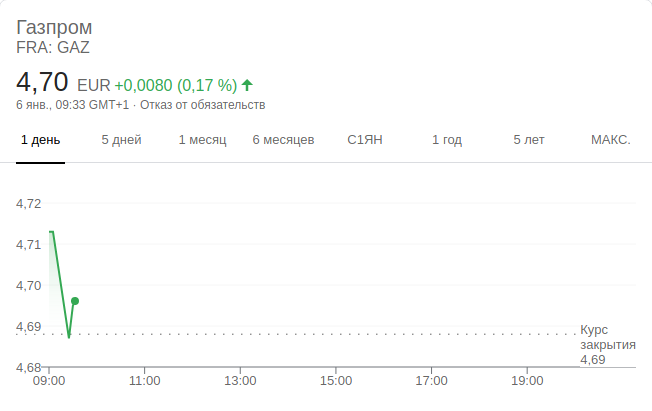 Газпром
FRA: GAZ
4,70 EUR +0,0080 (0,17 %)
6 янв., 09:33 GMT+1 · Отказ от обязательств
1 день 5 дней 1 месяц 6 месяцев С1ЯН 1 год 5 лет МАКС.
4,72
4,71
4,70
4,69
Курс
закрытия
4,69
4,68
09:00 11:00 13:00 15:00 17:00 19:00